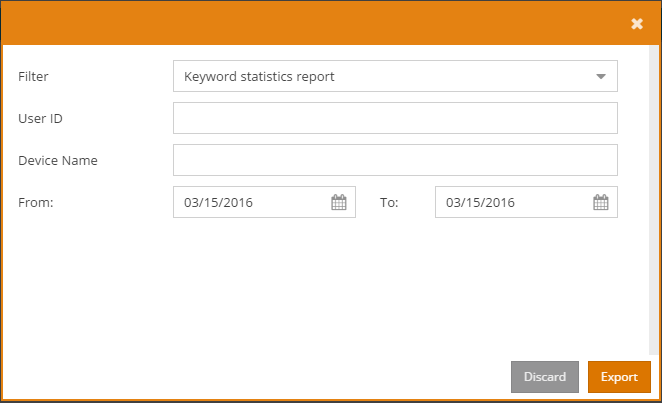 Filter Keyword statistics report
User ID
Device Name
From: 03/15/2016 To: 03/15/2016
Discard Export